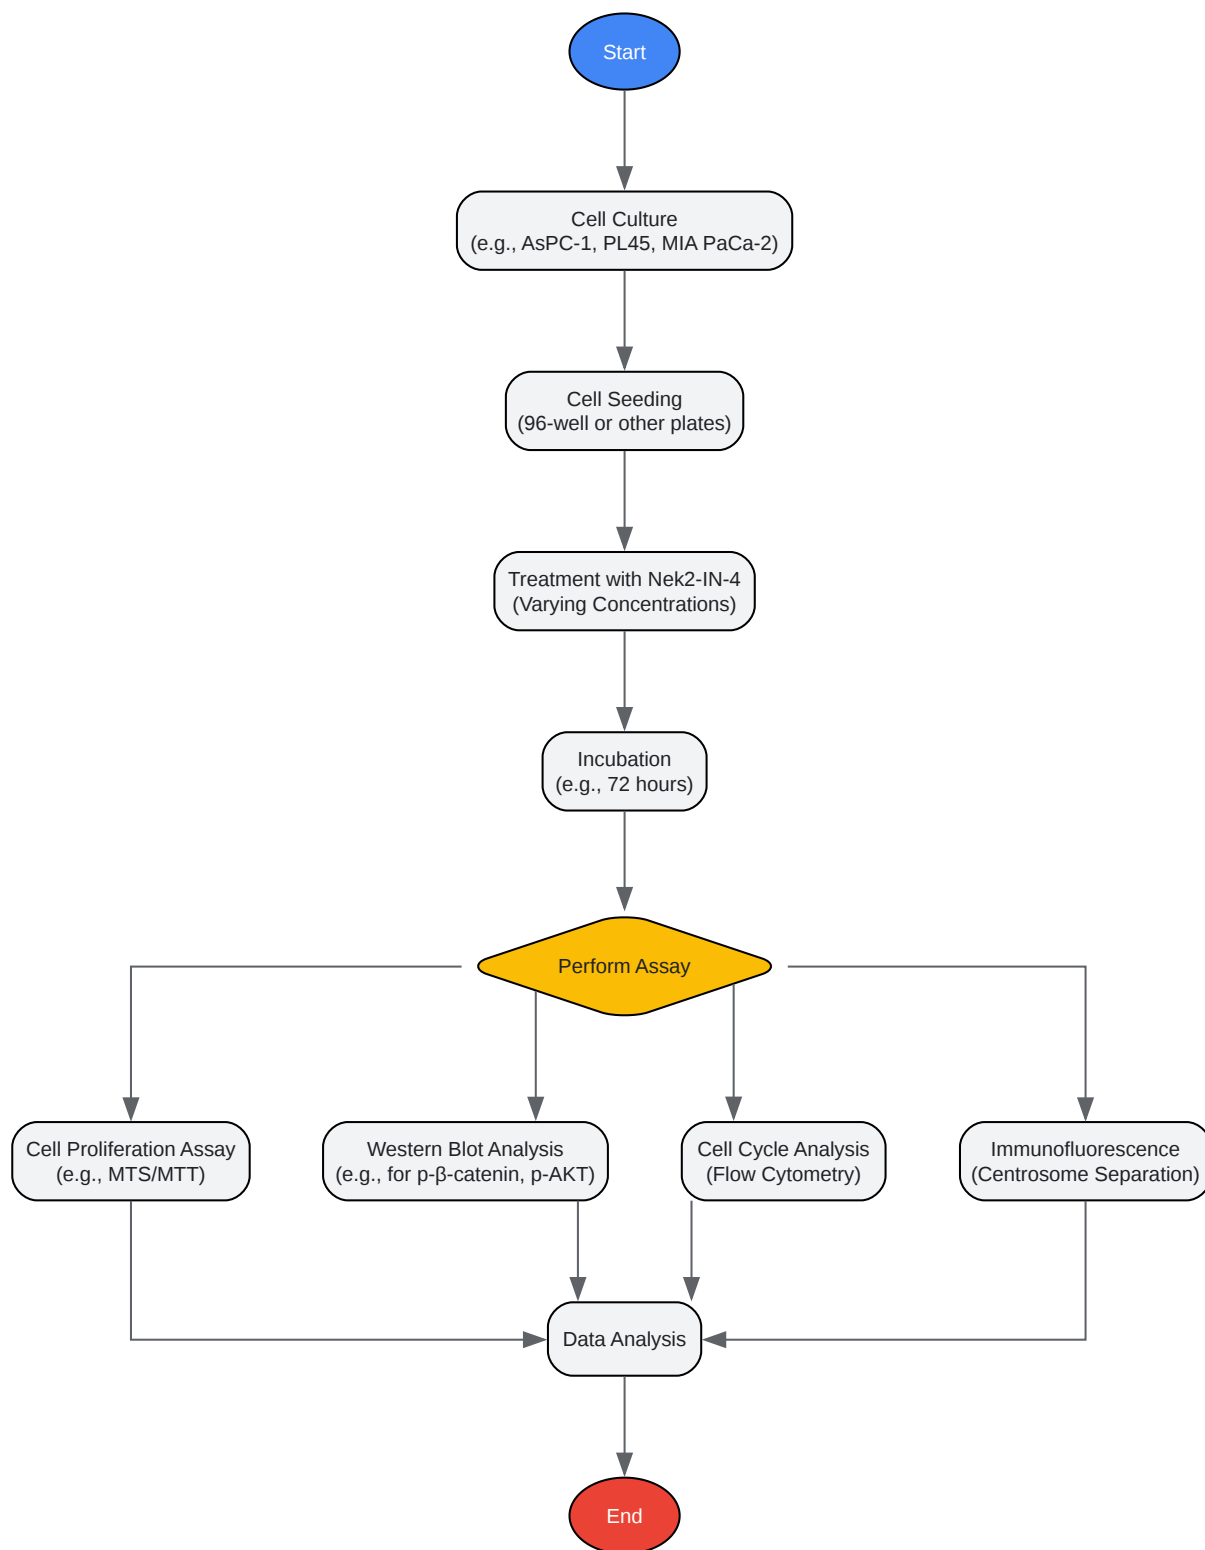 Start
Cell Culture
(e.g., AsPC-1, PL45, MIA PaCa-2)
Cell Seeding
(96-well or other plates)
Treatment with Nek2-IN-4
(Varying Concentrations)
Incubation
(e.g., 72 hours)
Perform Assay
Cell Proliferation Assay
(e.g., MTS/MTT)
Western Blot Analysis
(e.g., for p-β-catenin, p-AKT)
Cell Cycle Analysis
(Flow Cytometry)
Immunofluorescence
(Centrosome Separation)
Data Analysis
End